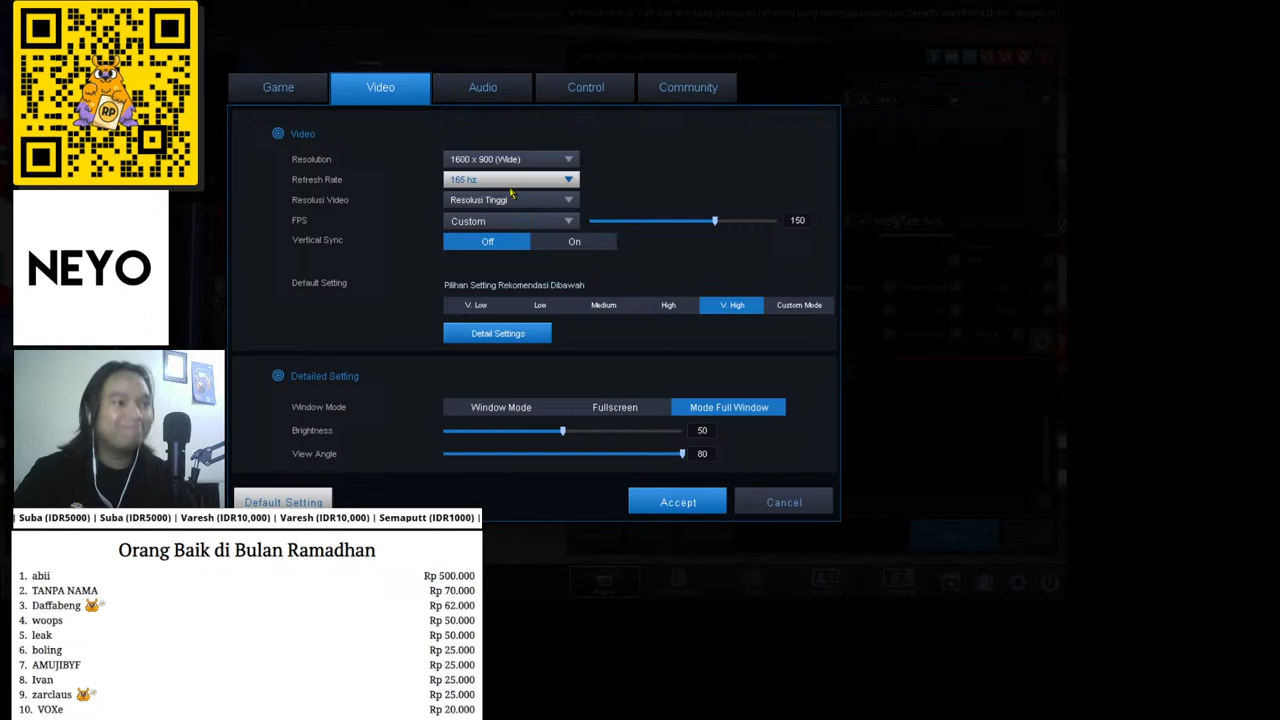 RP
NEYO
Game
Video
Audio
Control
Community
Video
Resolution
1600 x 900 (Wide)
Refresh Rate
165 hz
Resolusi Video
Resolusi Tinggi
FPS
Custom
150
Vertical Sync
Off
On
Default Setting
Pilihan Setting Rekomendasi Dibawah
V. Low
Low
Medium
High
V. High
Custom Mode
Detail Settings
Detailed Setting
Window Mode
Window Mode
Fullscreen
Mode Full Window
Brightness
50
View Angle
80
Default Setting
Accept
Cancel
| Suba (IDR5000) | Suba (IDR5000) | Varesh (IDR10,000) | Varesh (IDR10,000) | Semaputt (IDR1000) |
Orang Baik di Bulan Ramadhan
1. abii Rp 500.000
2. TANPA NAMA Rp 70.000
3. Daffabeng Rp 62.000
4. woops Rp 50.000
5. leak Rp 50.000
6. boling Rp 25.000
7. AMUJIBYF Rp 25.000
8. Ivan Rp 25.000
9. zarclaus Rp 25.000
10. VOXe Rp 20.000